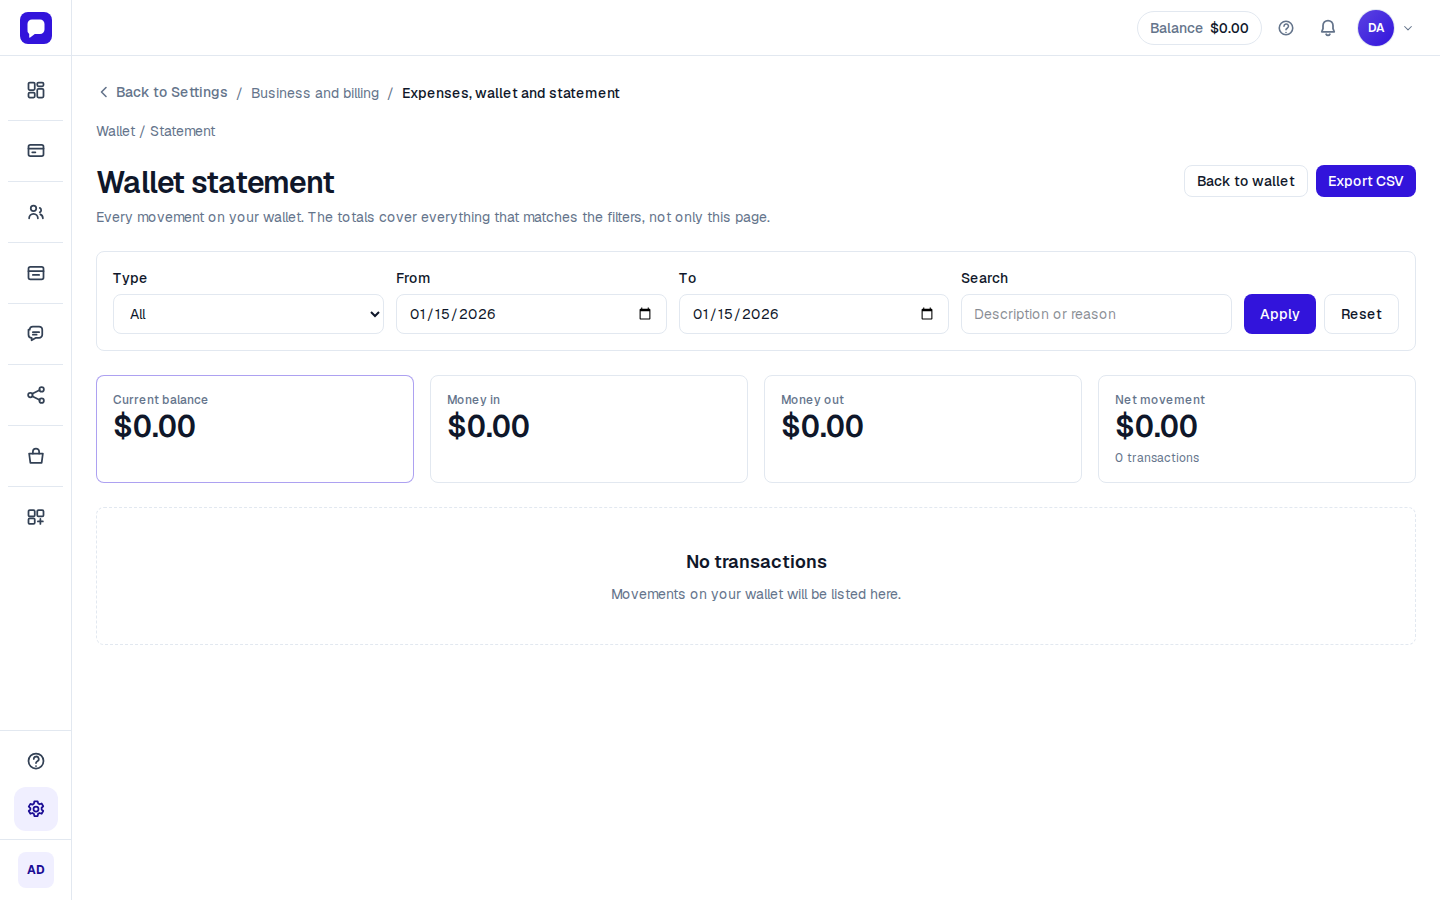 Balance $0.00
DA
Back to Settings / Business and billing / Expenses, wallet and statement
Wallet / Statement
Wallet statement
Back to wallet
Export CSV
Every movement on your wallet. The totals cover everything that matches the filters, not only this page.
Type
From
To
Search
All
01/15/2026
01/15/2026
Description or reason
Apply
Reset
Current balance
$0.00
Money in
$0.00
Money out
$0.00
Net movement
$0.00
0 transactions
No transactions
Movements on your wallet will be listed here.
AD